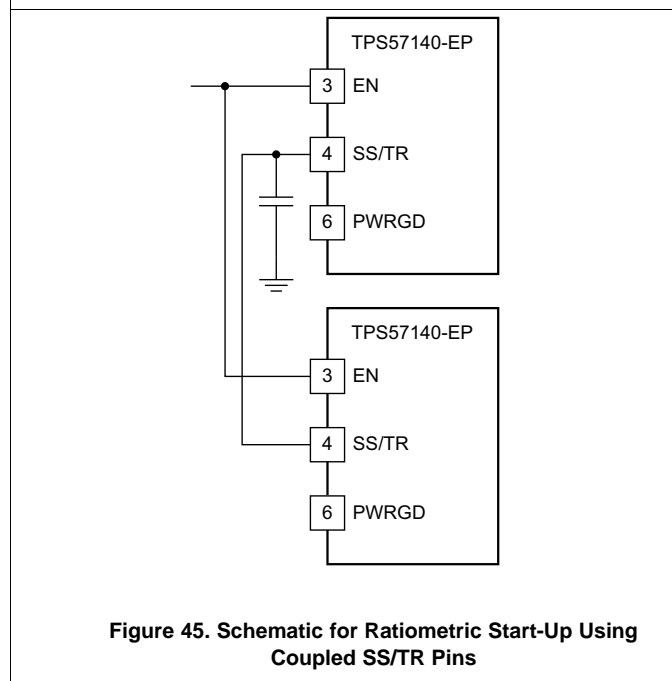 TPS57140-EP
3 EN
4 SS/TR
6 PWRGD
TPS57140-EP
3 EN
4 SS/TR
6 PWRGD
Figure 45. Schematic for Ratiometric Start-Up Using
Coupled SS/TR Pins